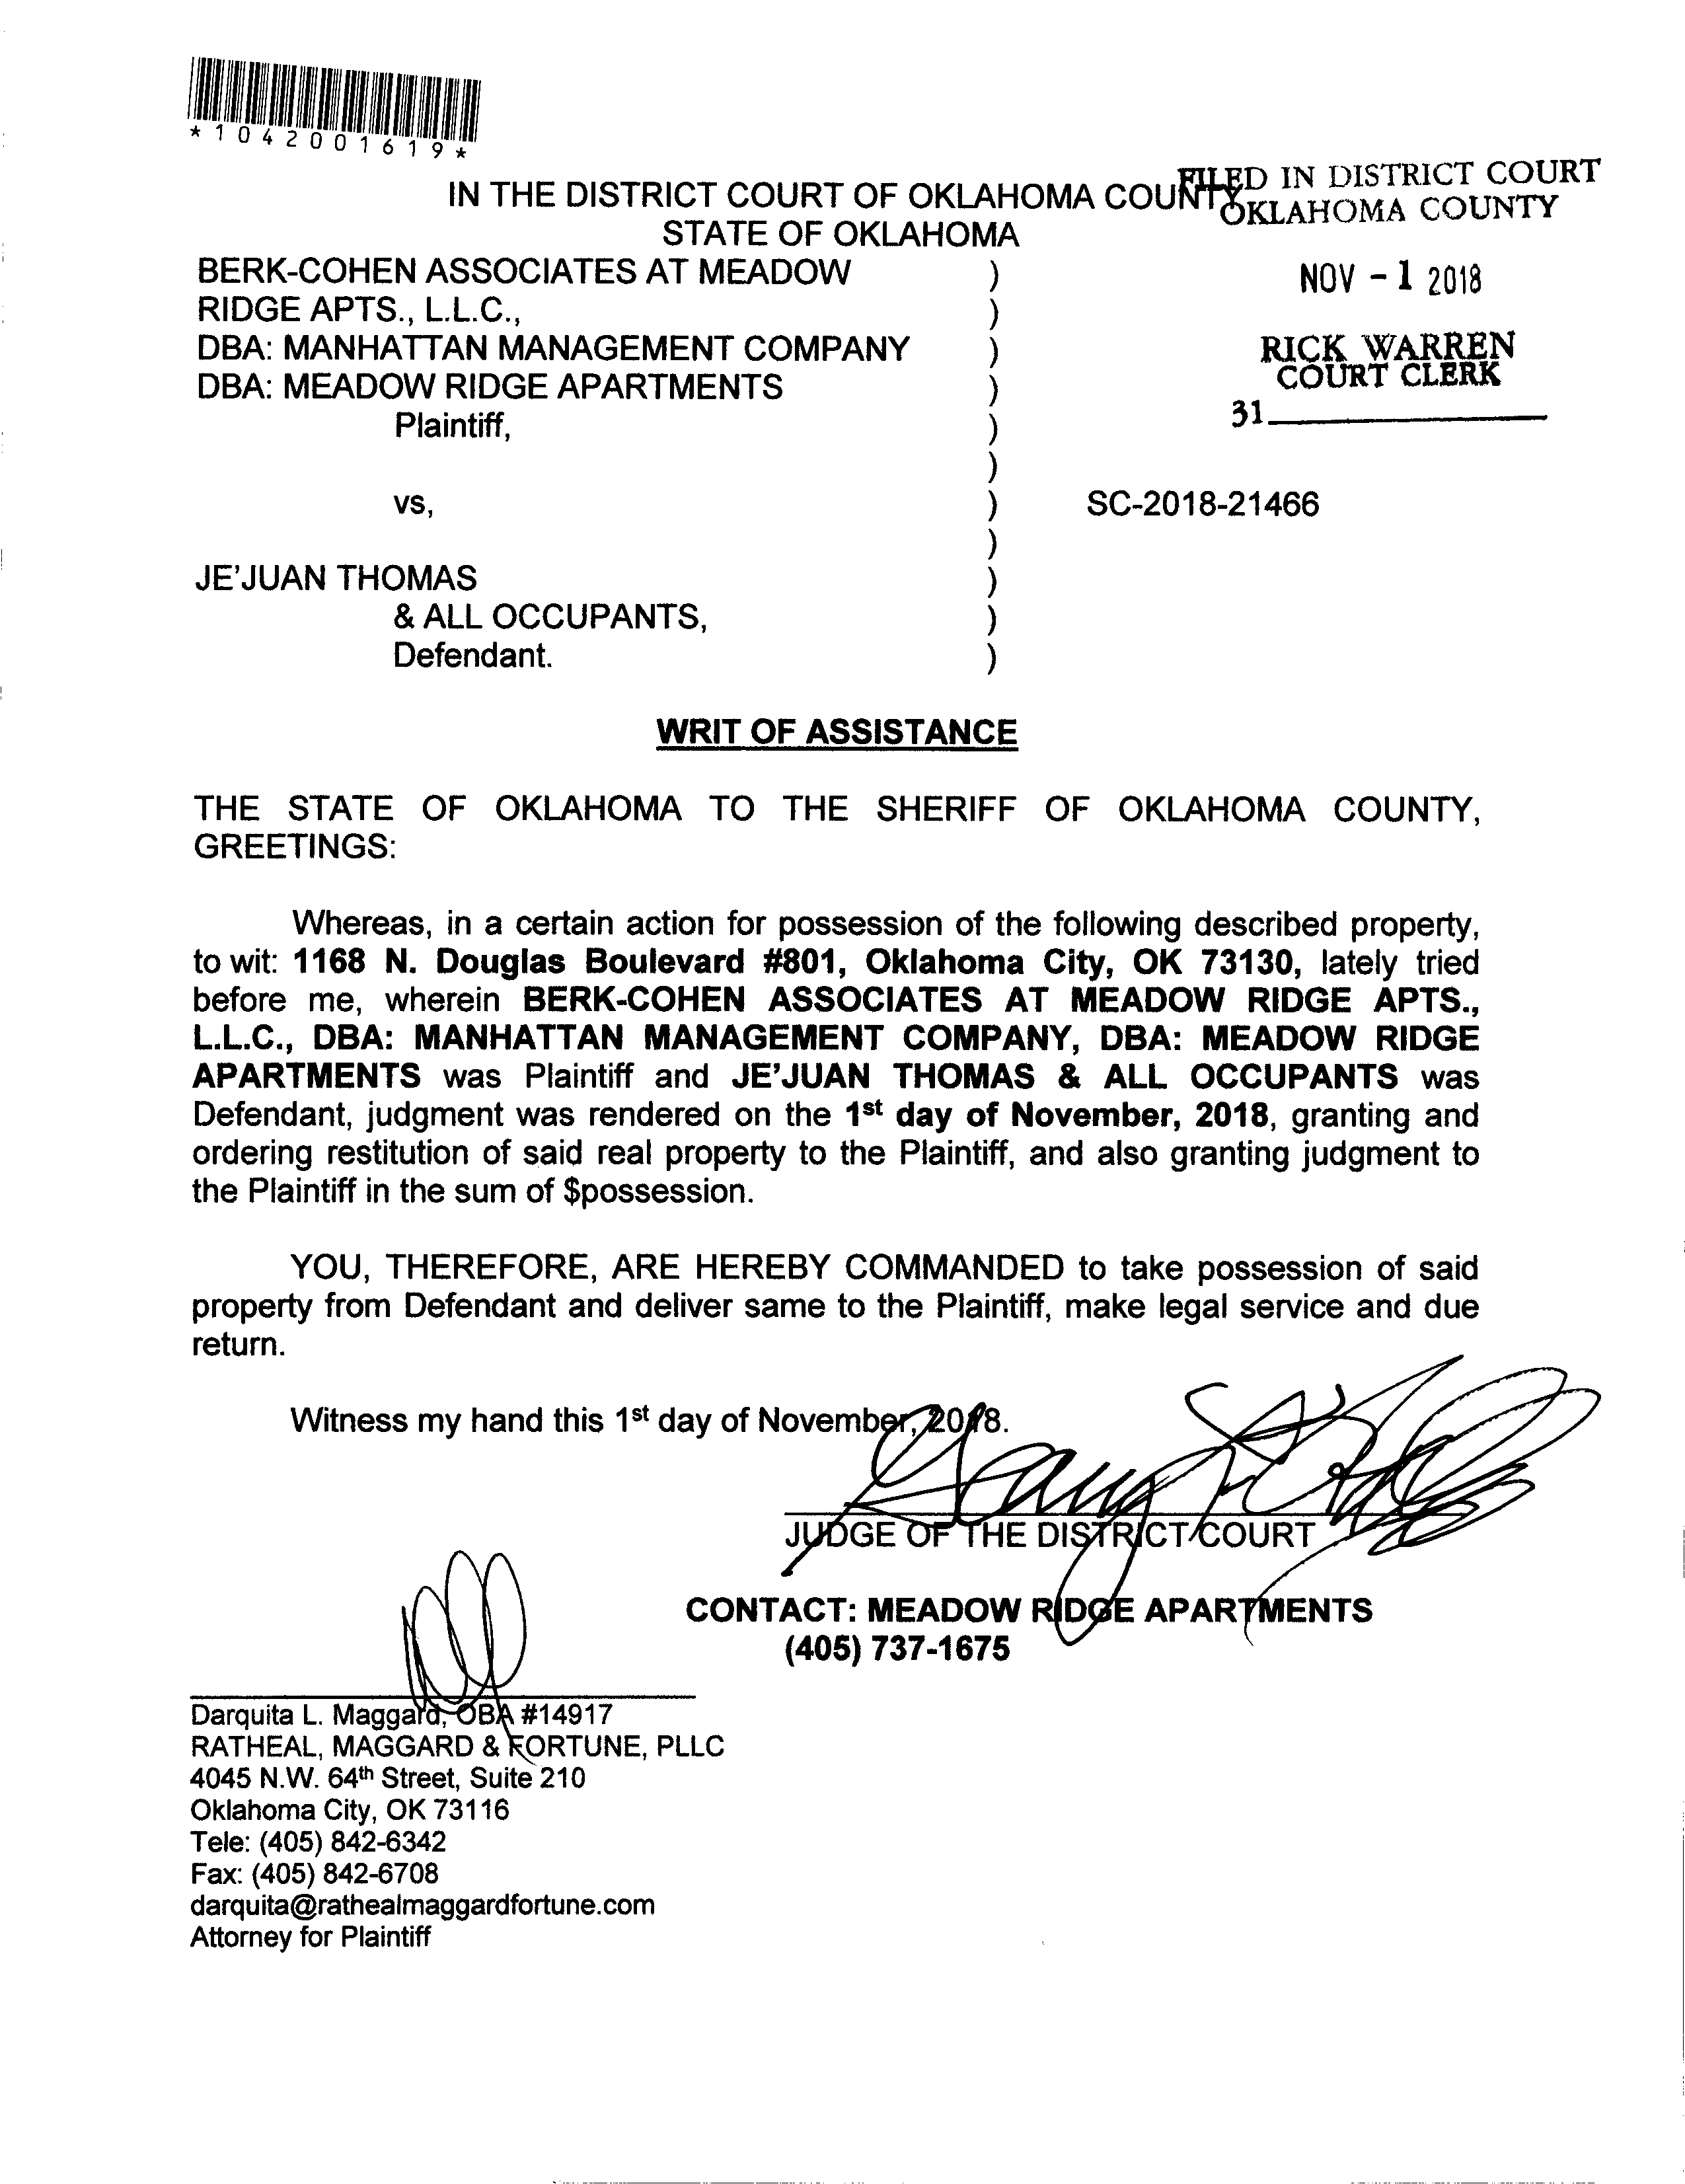 *1042001619*
IN THE DISTRICT COURT OF OKLAHOMA COUNTY
STATE OF OKLAHOMA
FILED IN DISTRICT COURT
OKLAHOMA COUNTY
NOV - 1 2018
RICK WARREN
COURT CLERK
31
BERK-COHEN ASSOCIATES AT MEADOW )
RIDGE APTS., L.L.C., )
DBA: MANHATTAN MANAGEMENT COMPANY )
DBA: MEADOW RIDGE APARTMENTS )
Plaintiff, )
)
vs, ) SC-2018-21466
)
JE'JUAN THOMAS )
& ALL OCCUPANTS, )
Defendant. )
WRIT OF ASSISTANCE
THE STATE OF OKLAHOMA TO THE SHERIFF OF OKLAHOMA COUNTY,
GREETINGS:
Whereas, in a certain action for possession of the following described property,
to wit: 1168 N. Douglas Boulevard #801, Oklahoma City, OK 73130, lately tried
before me, wherein BERK-COHEN ASSOCIATES AT MEADOW RIDGE APTS.,
L.L.C., DBA: MANHATTAN MANAGEMENT COMPANY, DBA: MEADOW RIDGE
APARTMENTS was Plaintiff and JE'JUAN THOMAS & ALL OCCUPANTS was
Defendant, judgment was rendered on the 1st day of November, 2018, granting and
ordering restitution of said real property to the Plaintiff, and also granting judgment to
the Plaintiff in the sum of $possession.
YOU, THEREFORE, ARE HEREBY COMMANDED to take possession of said
property from Defendant and deliver same to the Plaintiff, make legal service and due
return.
Witness my hand this 1st day of November, 2018.
JUDGE OF THE DISTRICT COURT
CONTACT: MEADOW RIDGE APARTMENTS
(405) 737-1675
Darquita L. Maggard, OBA #14917
RATHEAL, MAGGARD & FORTUNE, PLLC
4045 N.W. 64th Street, Suite 210
Oklahoma City, OK 73116
Tele: (405) 842-6342
Fax: (405) 842-6708
darquita@rathealmaggardfortune.com
Attorney for Plaintiff